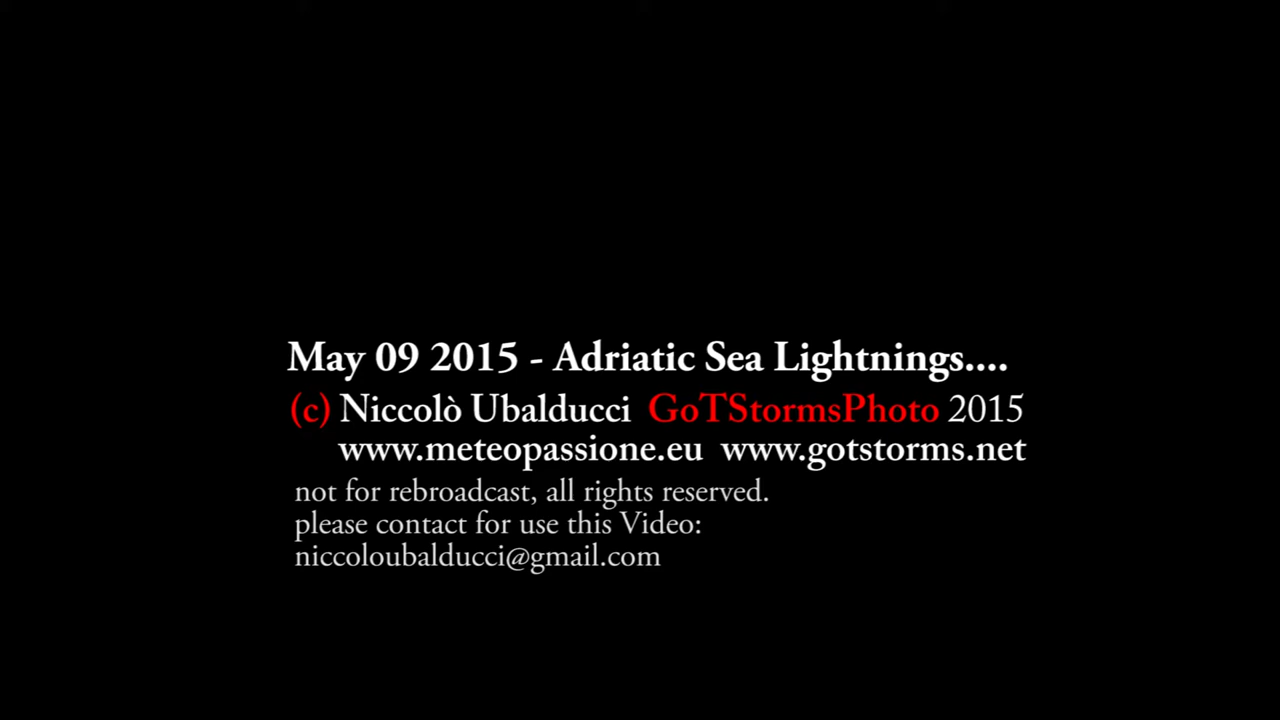 May 09 2015 - Adriatic Sea Lightnings....
(c) Niccolò Ubalducci GoTStormsPhoto 2015
www.meteopassione.eu www.gotstorms.net
not for rebroadcast, all rights reserved.
please contact for use this Video:
niccoloubalducci@gmail.com